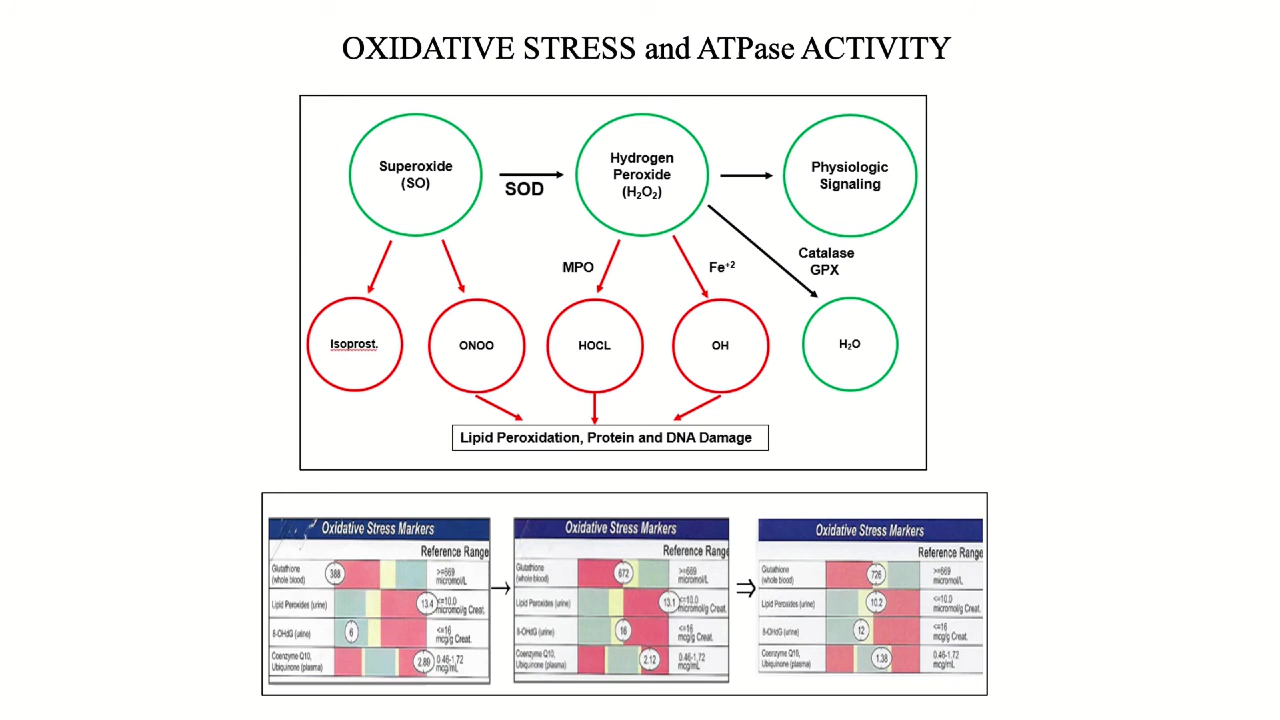 OXIDATIVE STRESS and ATPase ACTIVITY
Superoxide
(SO)
SOD
Hydrogen
Peroxide
(H₂O₂)
Physiologic
Signaling
MPO
Fe⁺²
Catalase
GPX
Isoprost.
ONOO
HOCL
OH
H₂O
Lipid Peroxidation, Protein and DNA Damage
Oxidative Stress Markers
Reference Range
Glutathione
(whole blood)
388
>=669
micromol/L
Lipid Peroxides (urine)
13.4
<=10.0
micromol/g Creat.
8-OHdG (urine)
6
<=16
mcg/g Creat.
Coenzyme Q10,
Ubiquinone (plasma)
2.89
0.46-1.72
mcg/mL
Oxidative Stress Markers
Reference Range
Glutathione
(whole blood)
672
>=669
micromol/L
Lipid Peroxides (urine)
13.1
<=10.0
micromol/g Creat.
8-OHdG (urine)
16
<=16
mcg/g Creat.
Coenzyme Q10,
Ubiquinone (plasma)
2.12
0.46-1.72
mcg/mL
Oxidative Stress Markers
Reference Range
Glutathione
(whole blood)
726
>=669
micromol/L
Lipid Peroxides (urine)
10.2
<=10.0
micromol/g Creat.
8-OHdG (urine)
12
<=16
mcg/g Creat.
Coenzyme Q10,
Ubiquinone (plasma)
1.38
0.46-1.72
mcg/mL